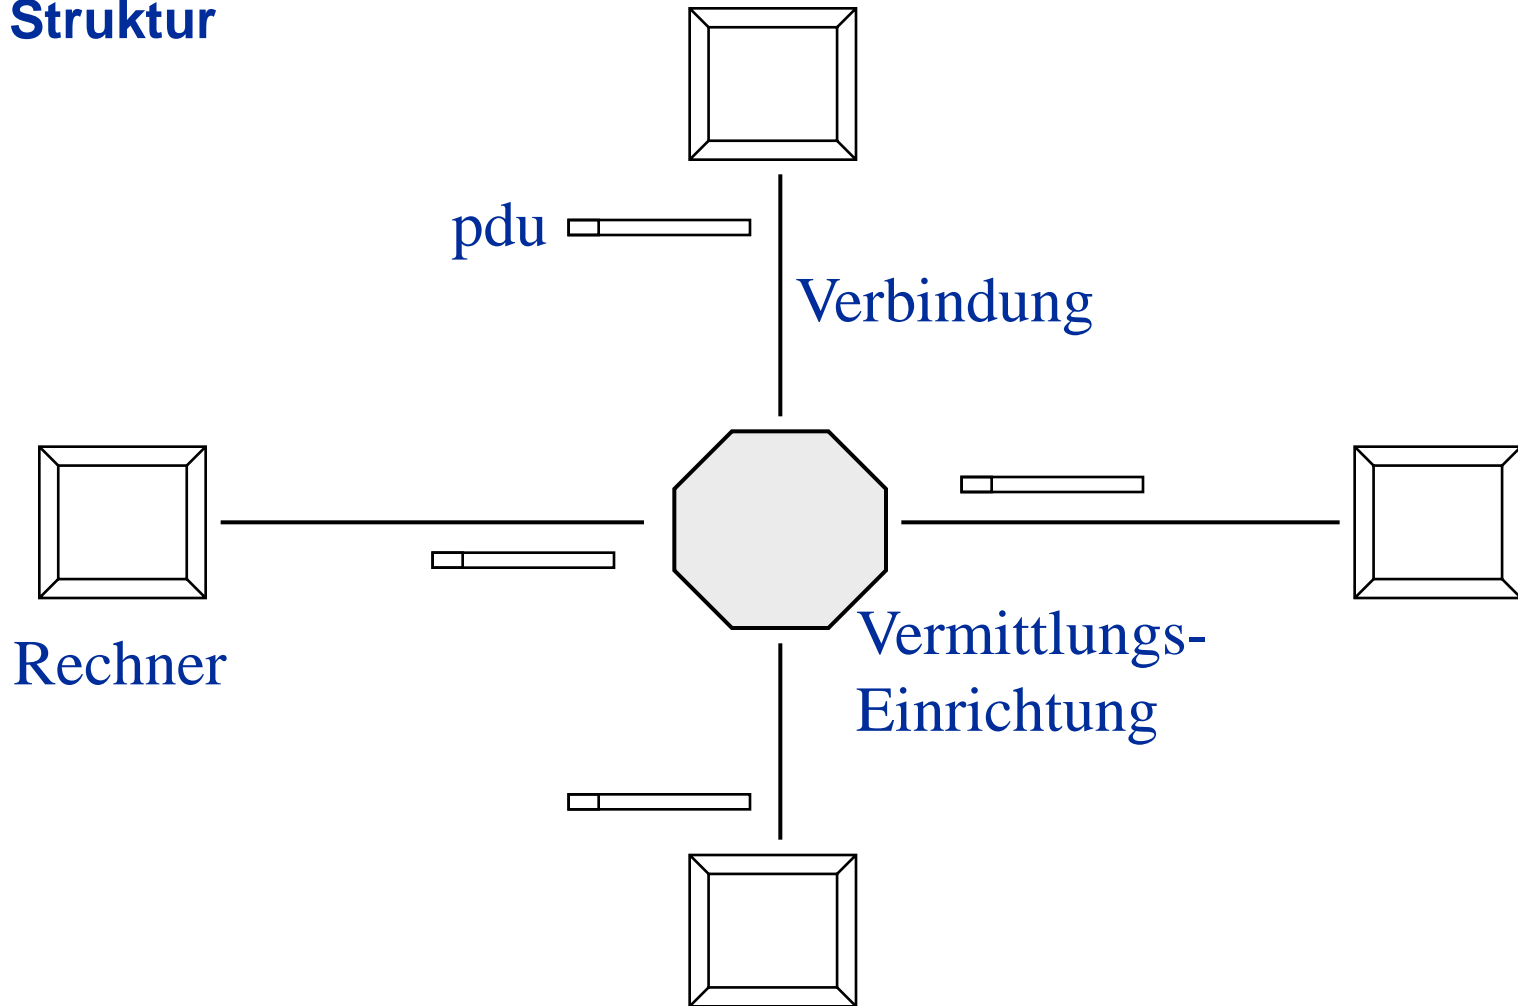 Struktur
pdu
Verbindung
Rechner
Vermittlungs-
Einrichtung